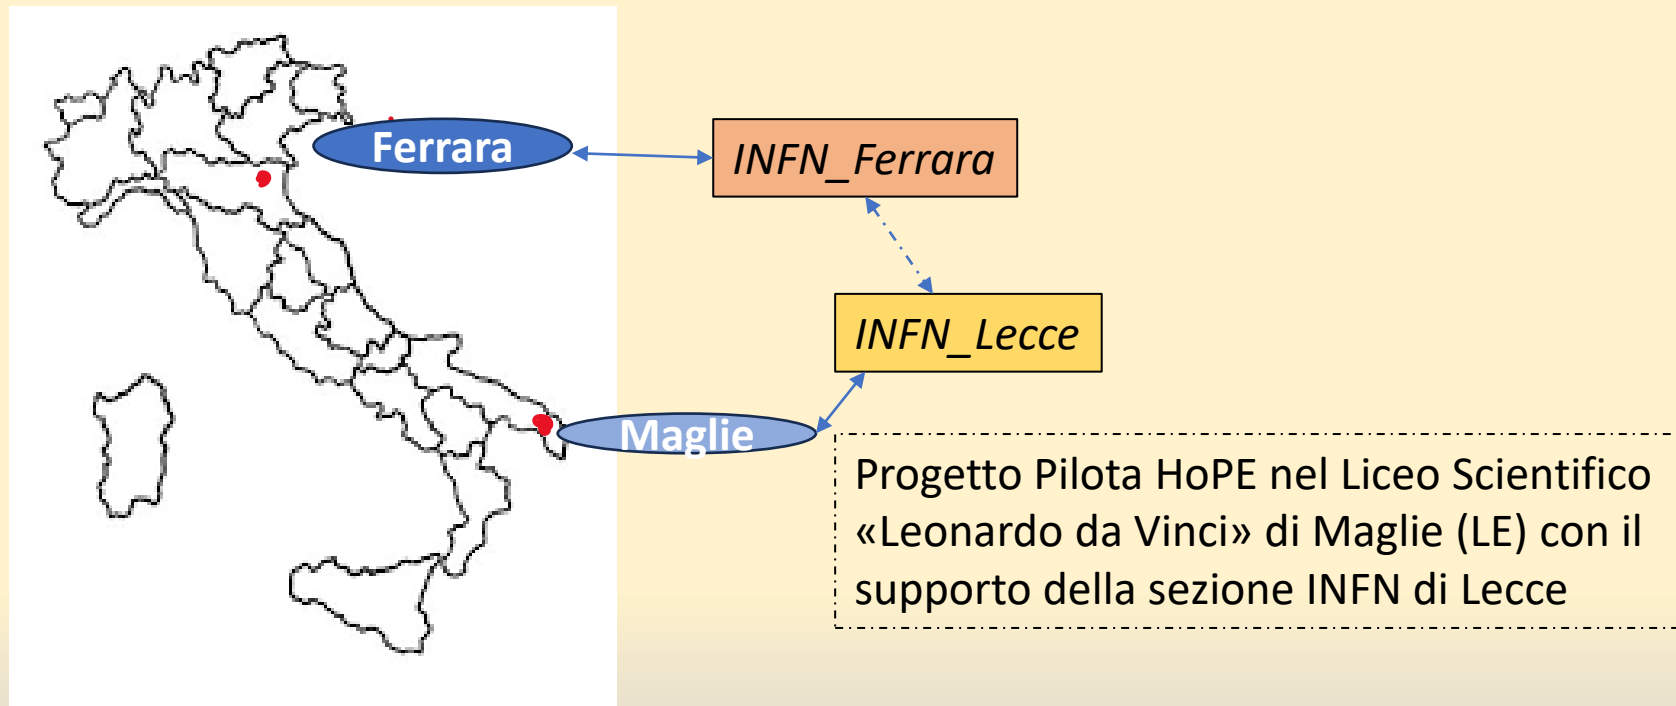 Ferrara
INFN_Ferrara
INFN_Lecce
Maglie
Progetto Pilota HoPE nel Liceo Scientifico
«Leonardo da Vinci» di Maglie (LE) con il
supporto della sezione INFN di Lecce